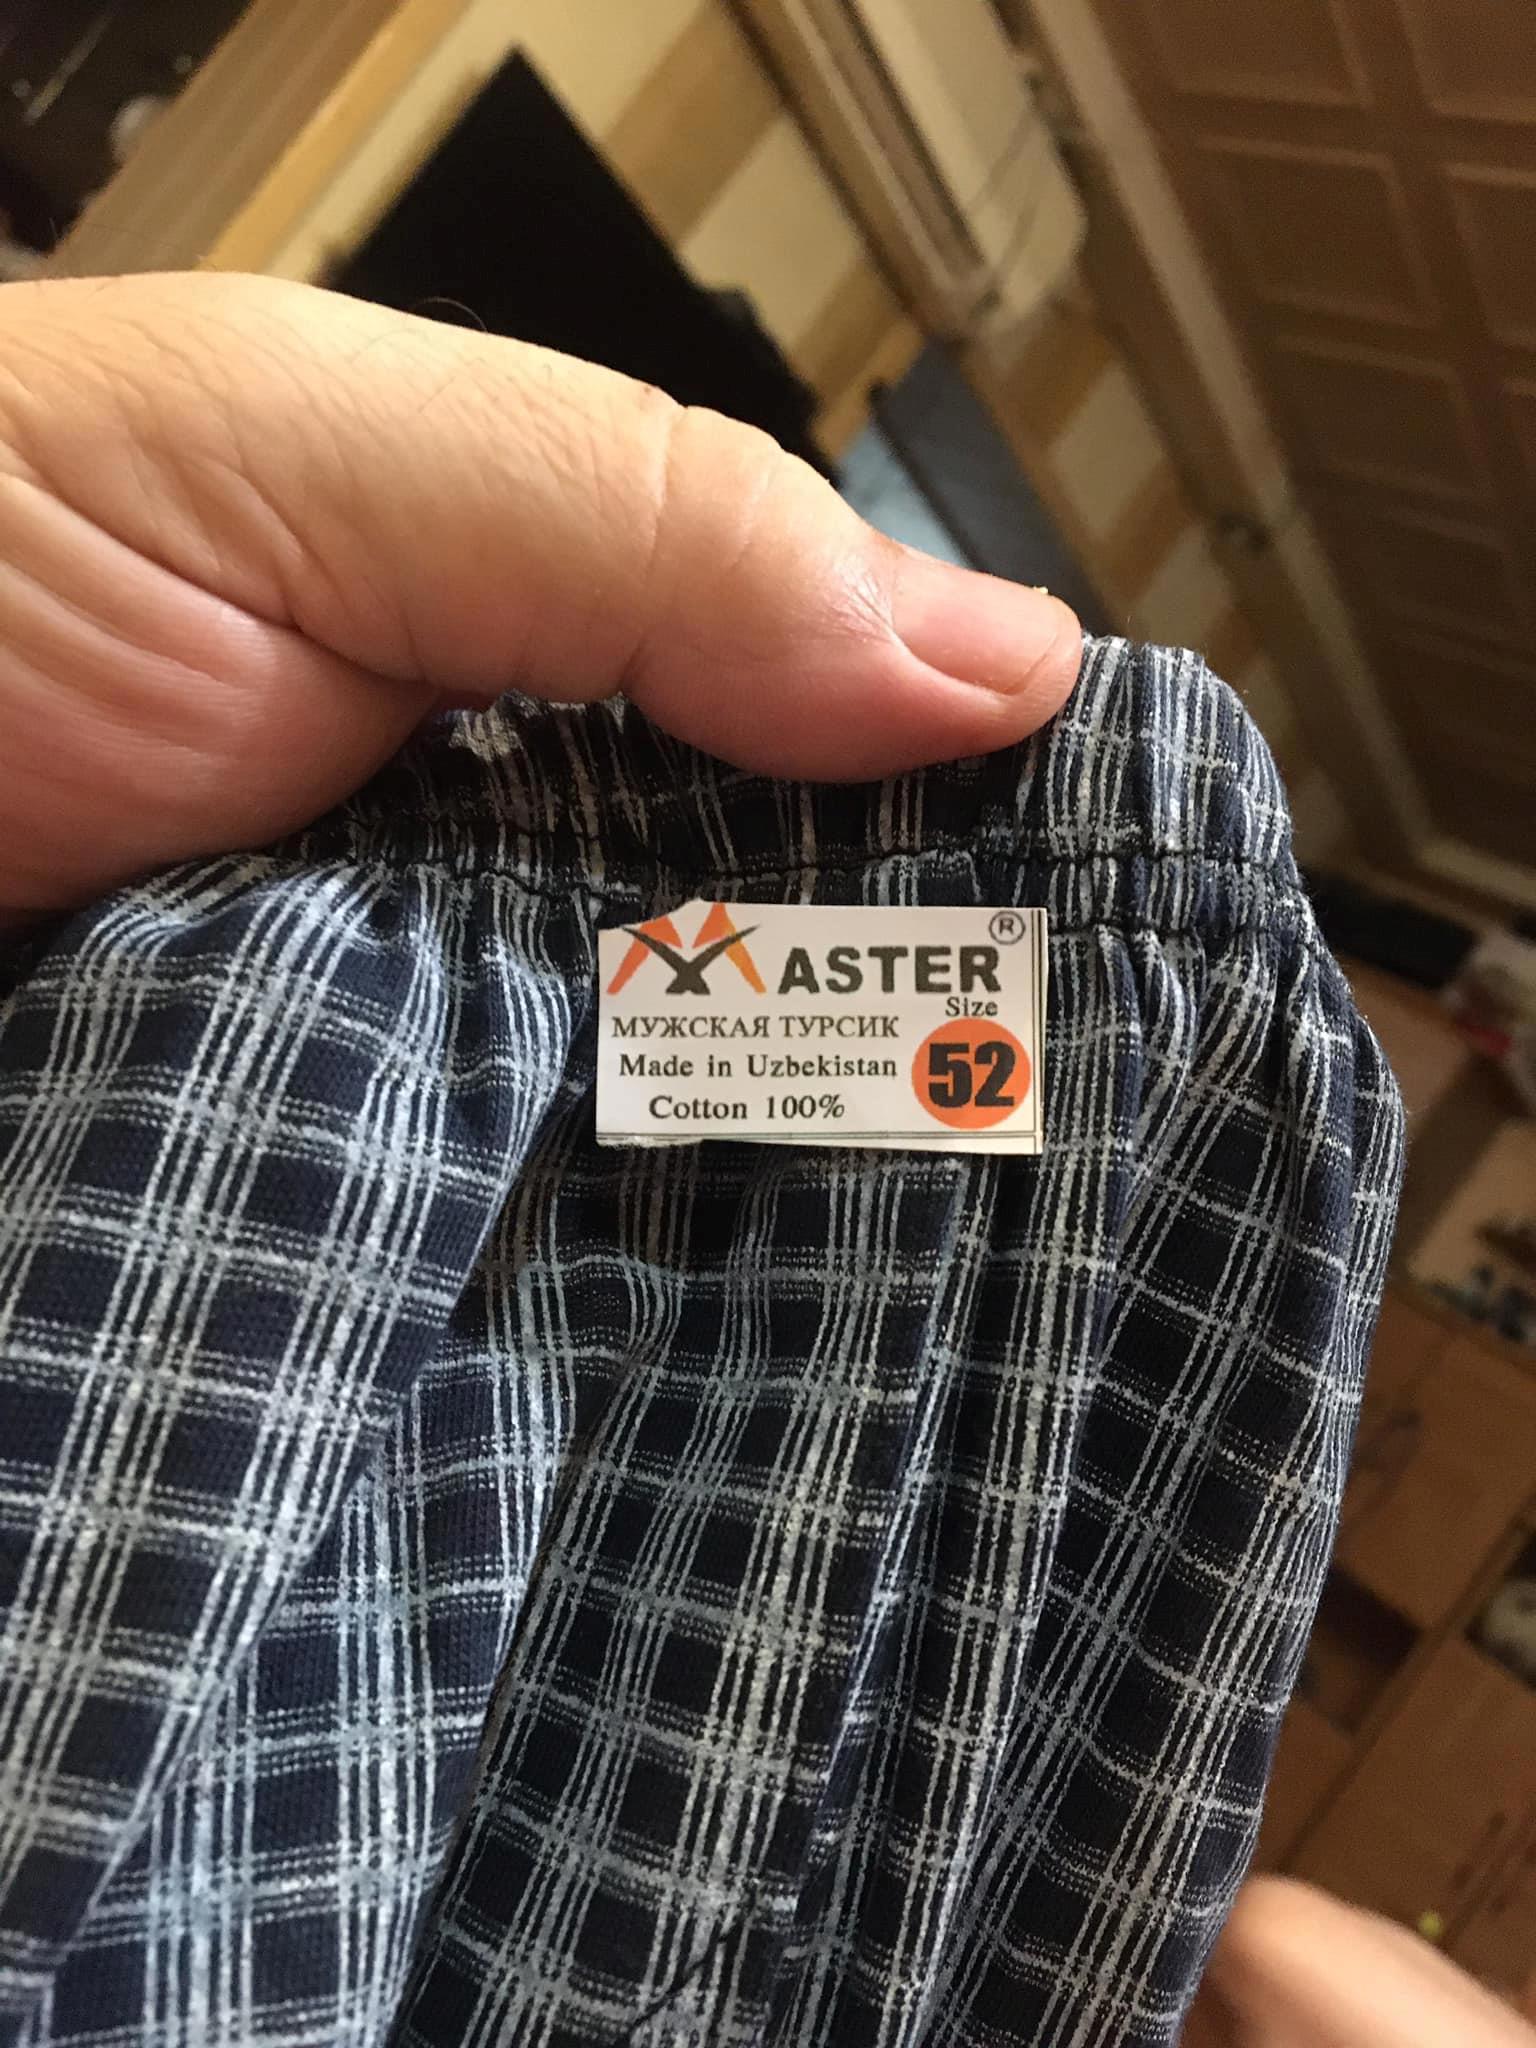 MASTER ®
Size
МУЖСКАЯ ТУРСИК
Made in Uzbekistan
52
Cotton 100%